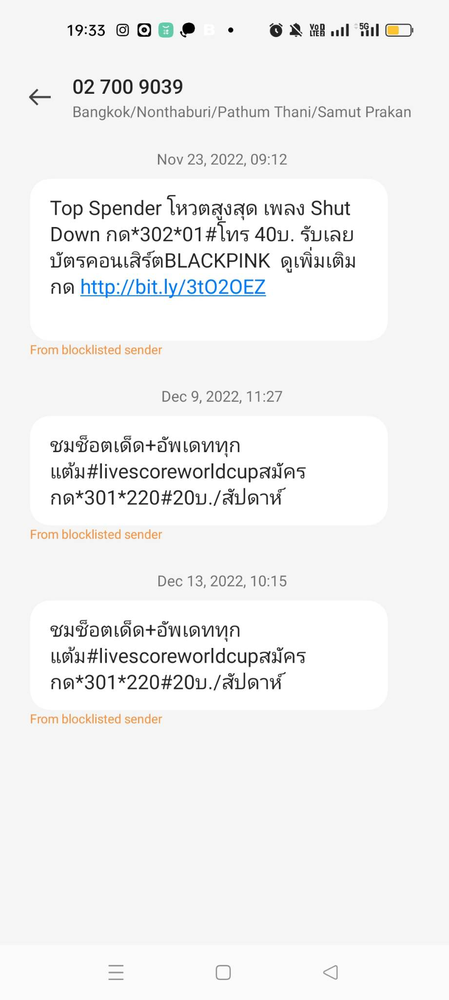 19:33 B VoD LTE2 5G
02 700 9039
Bangkok/Nonthaburi/Pathum Thani/Samut Prakan
Nov 23, 2022, 09:12
Top Spender โหวตสูงสุด เพลง Shut
Down กด*302*01#โทร 40บ. รับเลย
บัตรคอนเสิร์ตBLACKPINK  ดูเพิ่มเติม
กด http://bit.ly/3tO2OEZ
From blocklisted sender
Dec 9, 2022, 11:27
ชมช็อตเด็ด+อัพเดททุก
แต้ม#livescoreworldcupสมัคร
กด*301*220#20บ./สัปดาห์
From blocklisted sender
Dec 13, 2022, 10:15
ชมช็อตเด็ด+อัพเดททุก
แต้ม#livescoreworldcupสมัคร
กด*301*220#20บ./สัปดาห์
From blocklisted sender